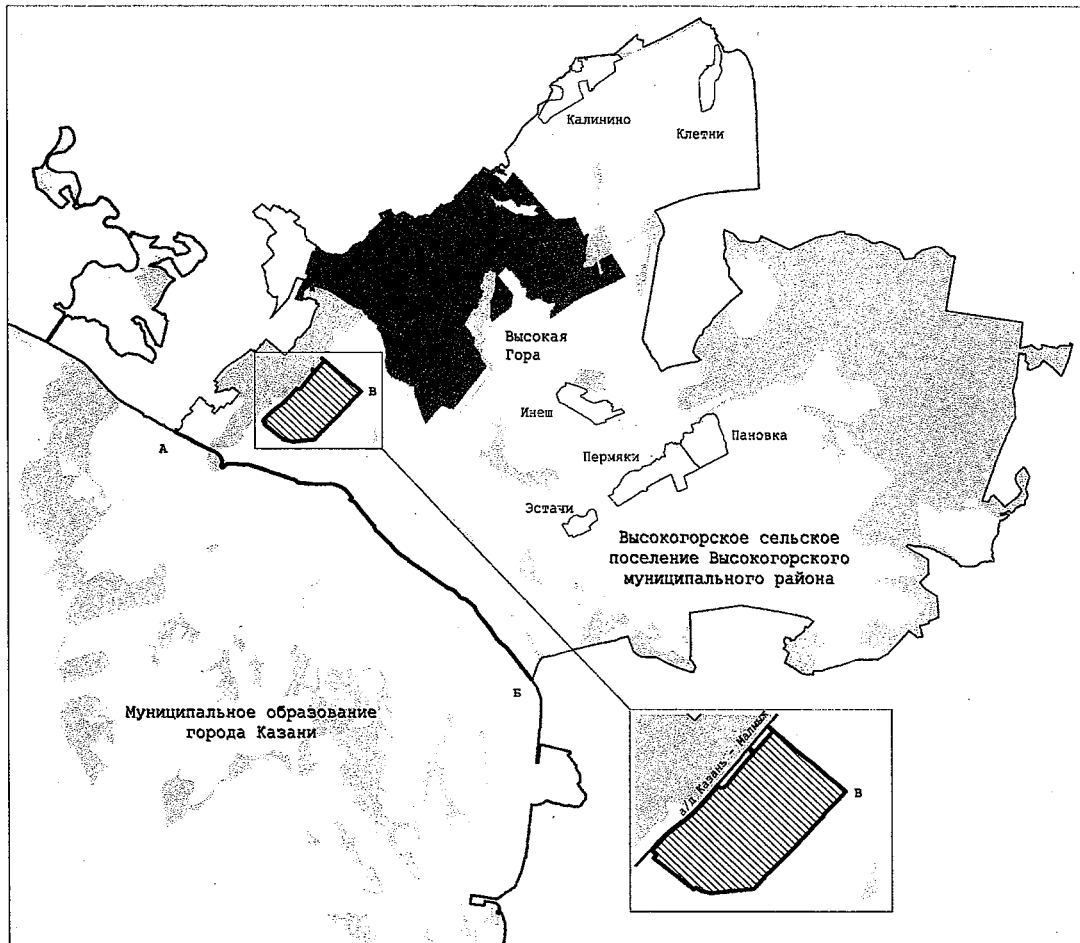 Калинино
Клетни
Высокая
Гора
В
Инеш
Пановка
А
Пермяки
Эстачи
Высокогорское сельское
поселение Высокогорского
муниципального района
Б
Муниципальное образование
города Казани
а/д Казань - Малмыж
В